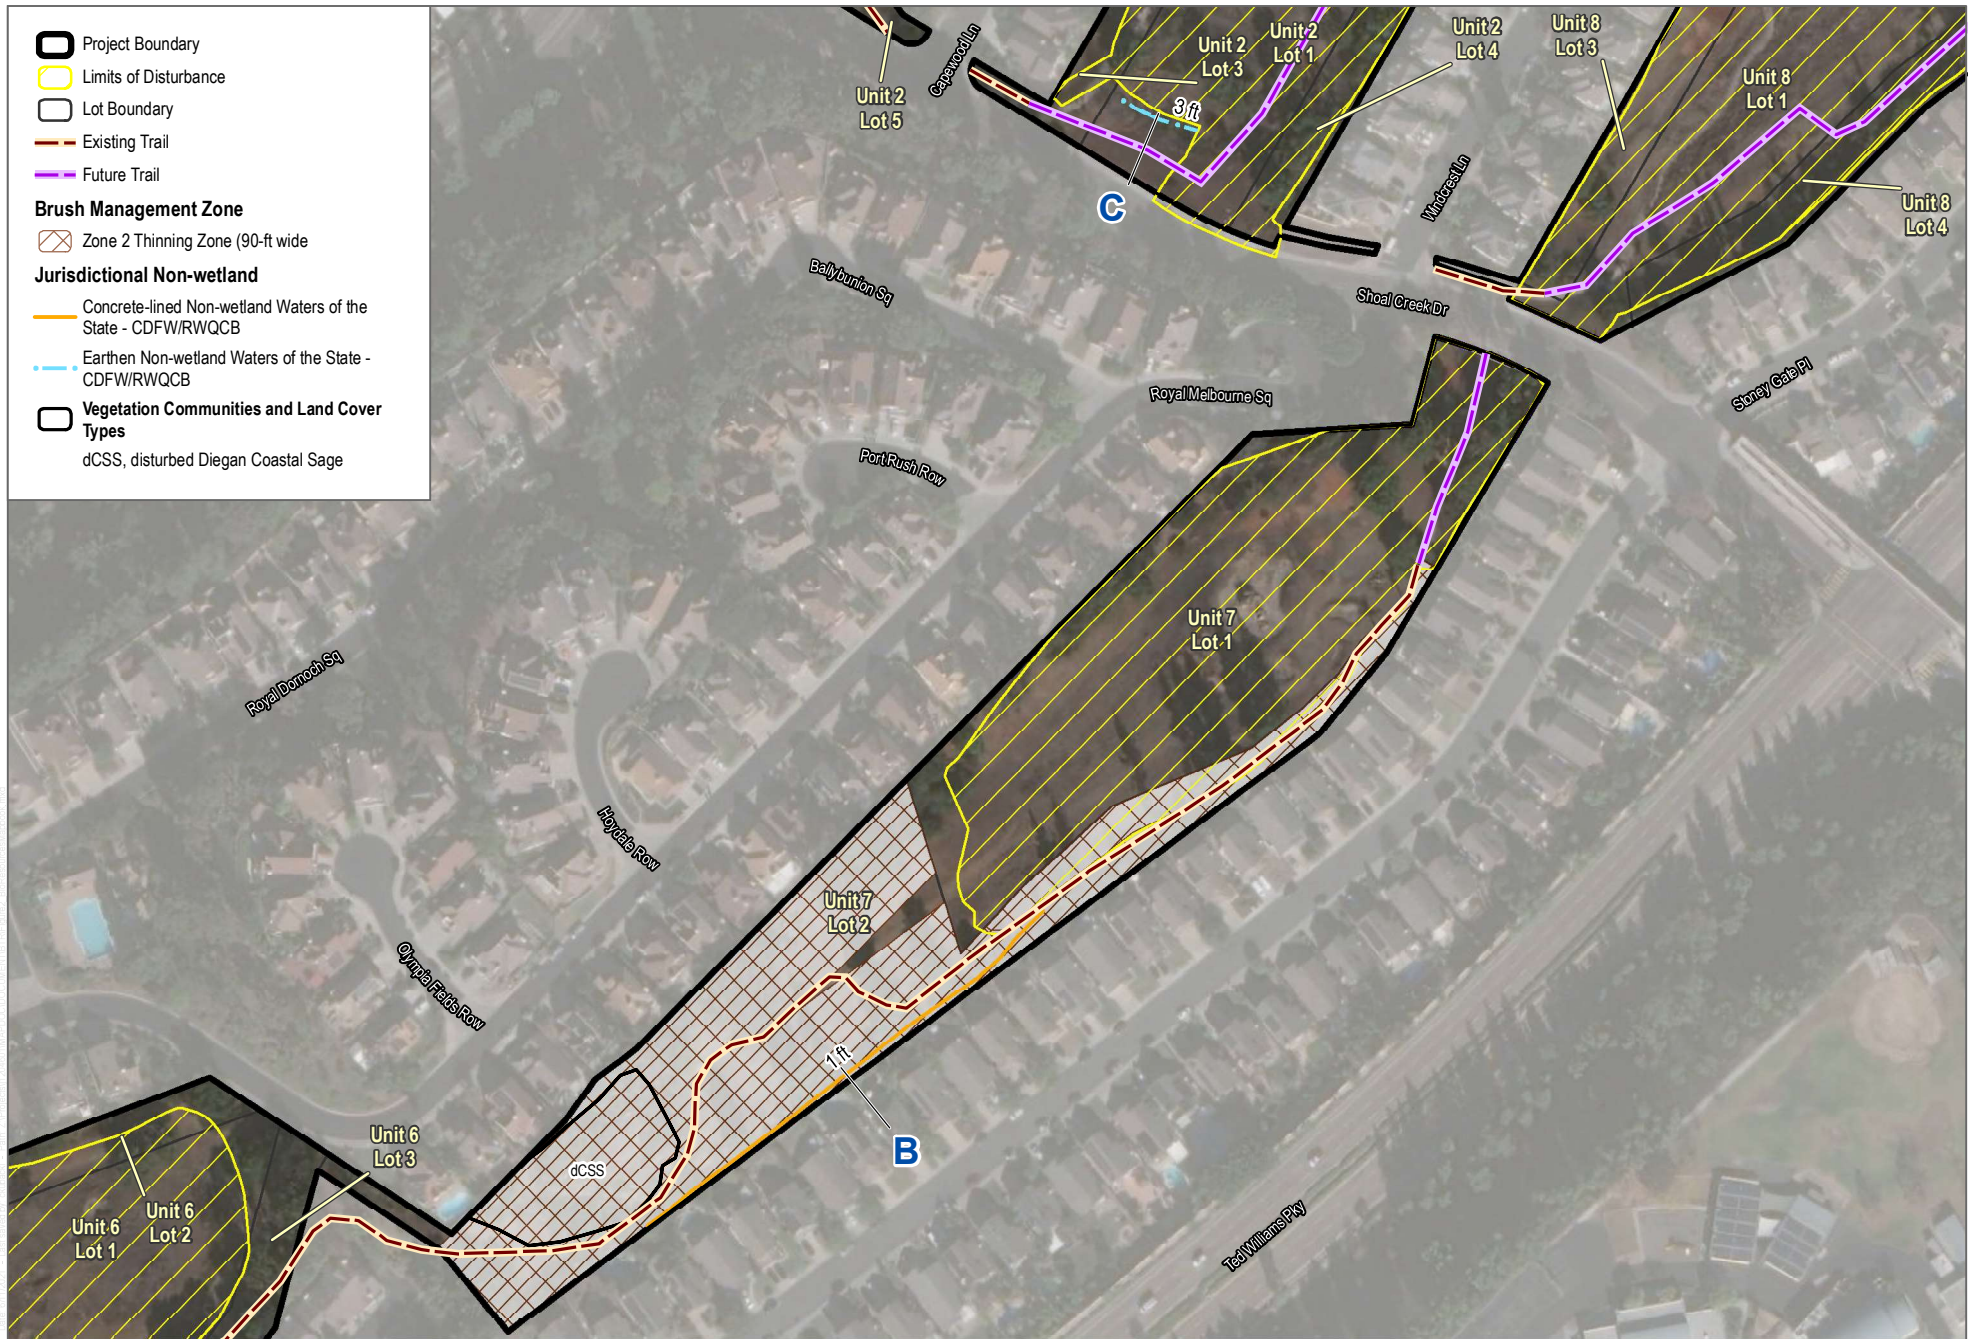 Project Boundary
Limits of Disturbance
Lot Boundary
Existing Trail
Future Trail
Brush Management Zone
Zone 2 Thinning Zone (90-ft wide
Jurisdictional Non-wetland
Concrete-lined Non-wetland Waters of the
State - CDFW/RWQCB
Earthen Non-wetland Waters of the State -
CDFW/RWQCB
Vegetation Communities and Land Cover
Types
dCSS, disturbed Diegan Coastal Sage
Unit 2
Lot 5
Capewood Ln
Unit 2
Lot 3
Unit 2
Lot 1
Unit 2
Lot 4
Unit 8
Lot 3
Unit 8
Lot 1
Unit 8
Lot 4
3 ft
C
Windcrest Ln
Ballybunion Sq
Shoal Creek Dr
Royal Melbourne Sq
Stoney Gate Pl
Port Rush Row
Unit 7
Lot 1
Royal Dornoch Sq
Hoydale Row
Unit 7
Lot 2
Olympia Fields Row
1 ft
B
dCSS
Unit 6
Lot 3
Unit 6
Lot 2
Unit 6
Lot 1
Ted Williams Pky